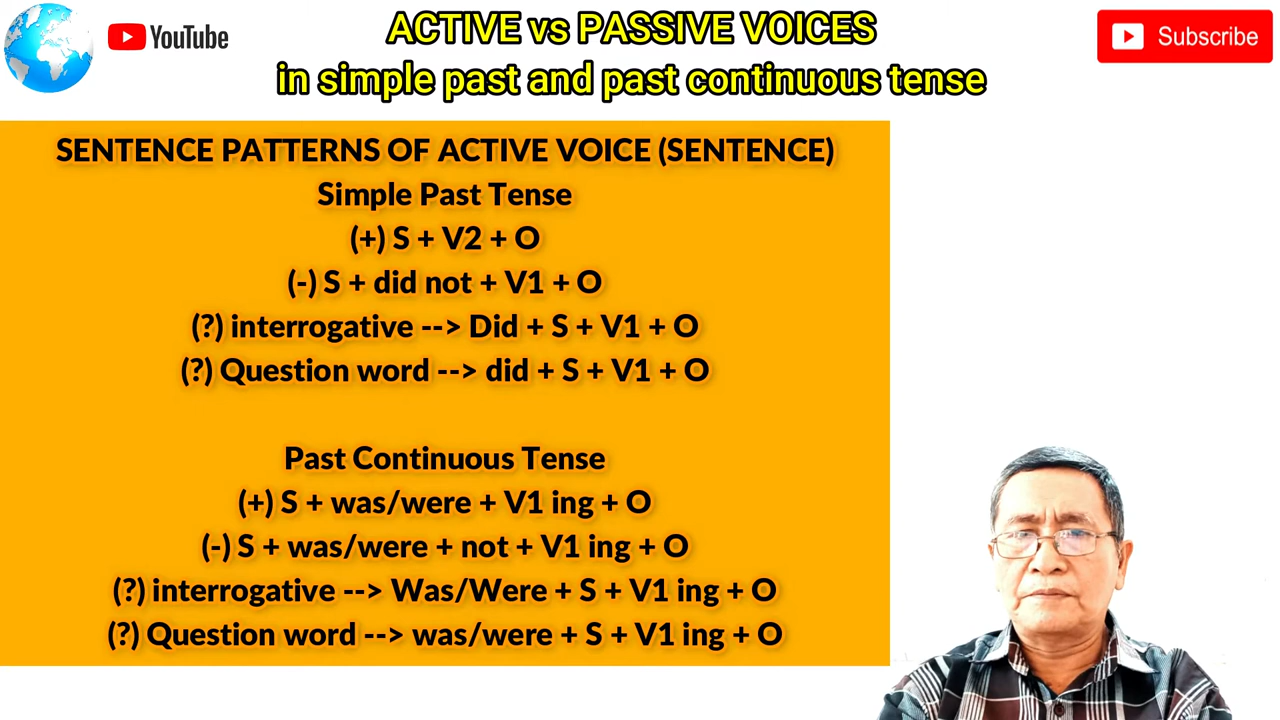 YouTube
ACTIVE vs PASSIVE VOICES
in simple past and past continuous tense
Subscribe
SENTENCE PATTERNS OF ACTIVE VOICE (SENTENCE)
Simple Past Tense
(+) S + V2 + O
(-) S + did not + V1 + O
(?) interrogative --> Did + S + V1 + O
(?) Question word --> did + S + V1 + O
Past Continuous Tense
(+) S + was/were + V1 ing + O
(-) S + was/were + not + V1 ing + O
(?) interrogative --> Was/Were + S + V1 ing + O
(?) Question word --> was/were + S + V1 ing + O